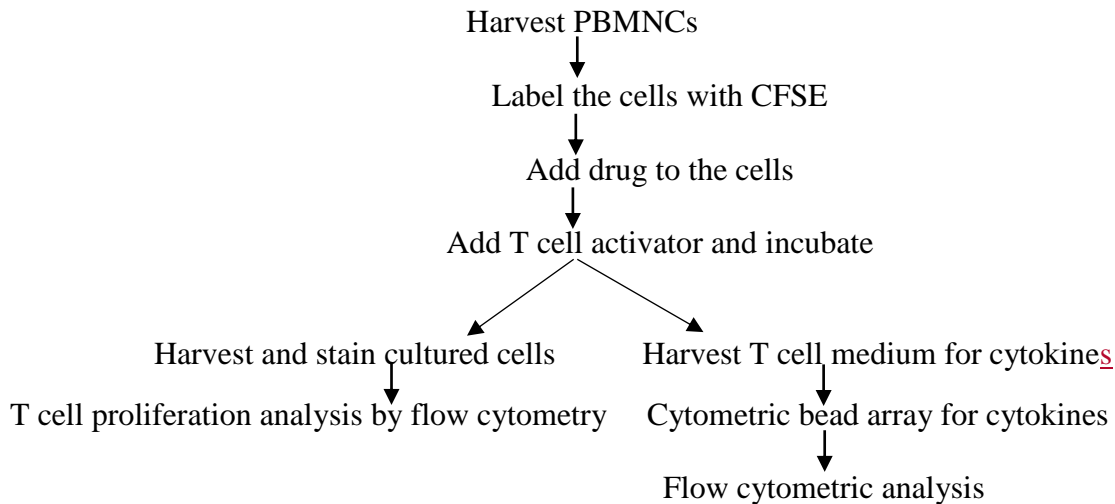 Harvest PBMNCs
Label the cells with CFSE
Add drug to the cells
Add T cell activator and incubate
Harvest and stain cultured cells
Harvest T cell medium for cytokines
T cell proliferation analysis by flow cytometry
Cytometric bead array for cytokines
Flow cytometric analysis